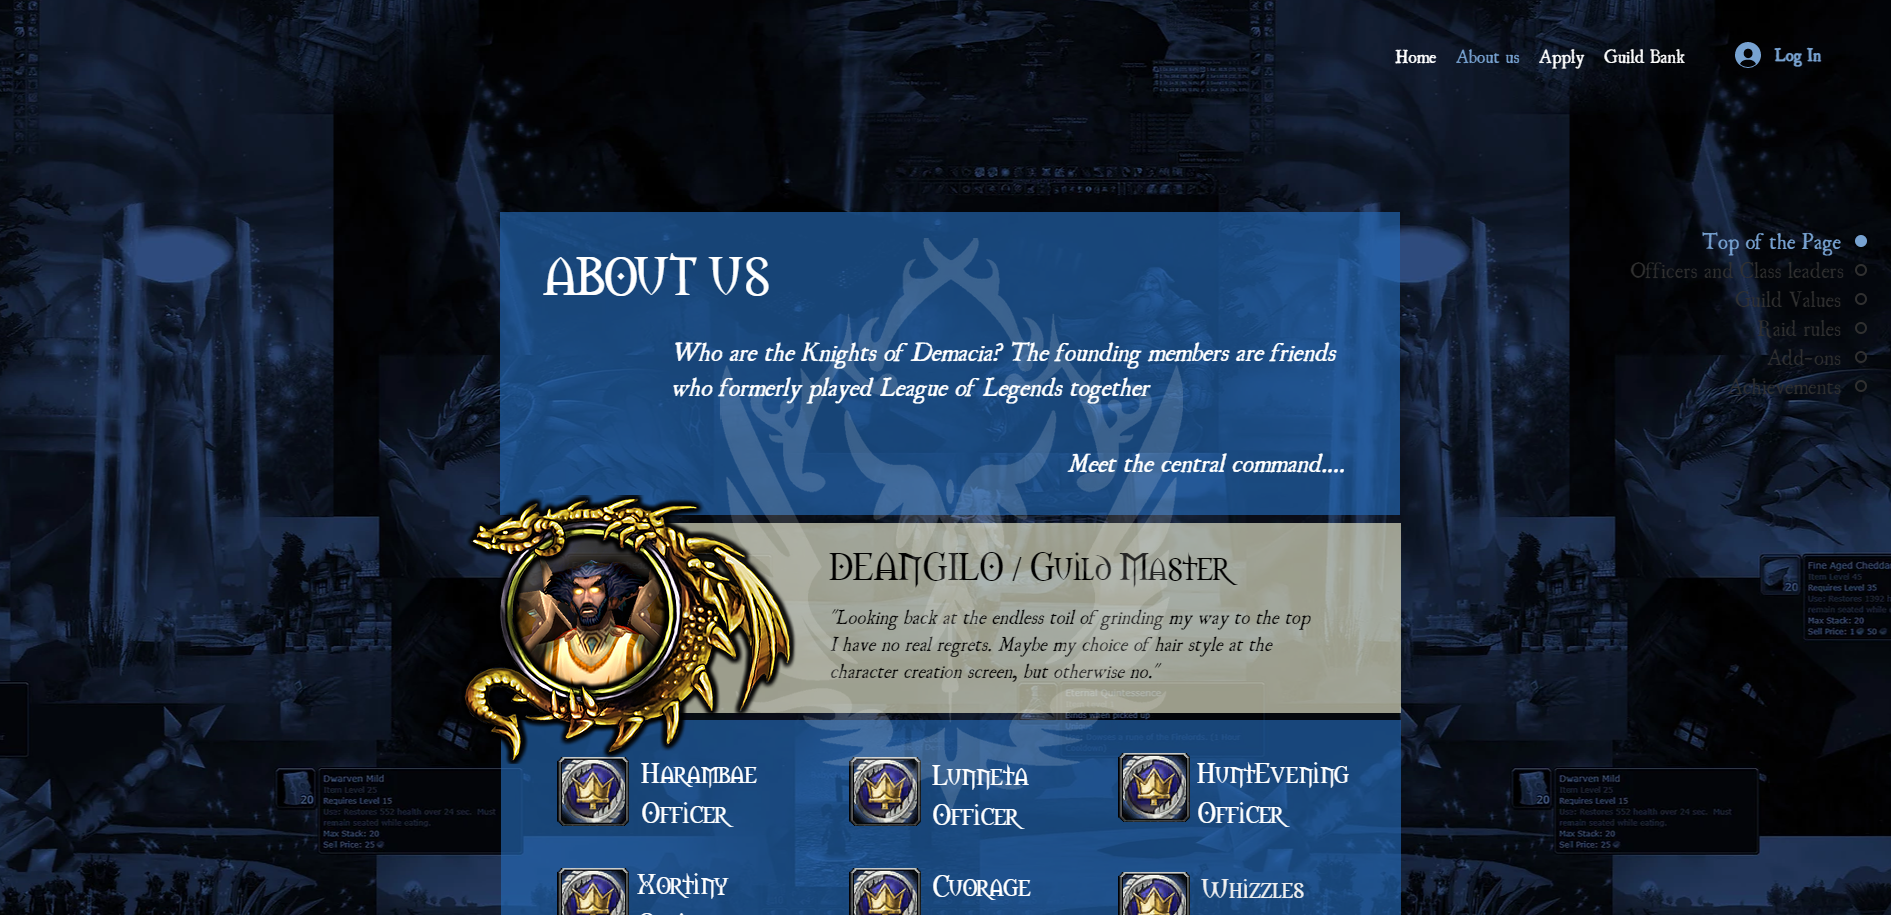 Home About us Apply Guild Bank Log In
ABOUT US
Top of the Page
Officers and Class leaders
Guild Values
Raid rules
Add-ons
Achievements
Who are the Knights of Demacia? The founding members are friends
who formerly played League of Legends together
Meet the central command....
DEANGILO / Guild Master
"Looking back at the endless toil of grinding my way to the top
I have no real regrets. Maybe my choice of hair style at the
character creation screen, but otherwise no."
Eternal Quintessence
Binds when picked up
Harambae
Officer
Lunneta
Officer
HuntEvening
Officer
Xortiny
Cuorage
Whizzles
Fine Aged Chedda
Item Level 45
Requires Level 35
Use: Restores 1392 h
remain seated while
Max Stack: 20
Sell Price: 1 50
20
Dwarven Mild
Item Level 25
Requires Level 15
Use: Restores 552 health over 24 sec. Must
remain seated while eating.
Max Stack: 20
Sell Price: 25
20
Dwarven Mild
Item Level 25
Requires Level 15
Use: Restores 552 health over 24 sec. Must
remain seated while eating.
Max Stack: 20
Sell Price: 25
20